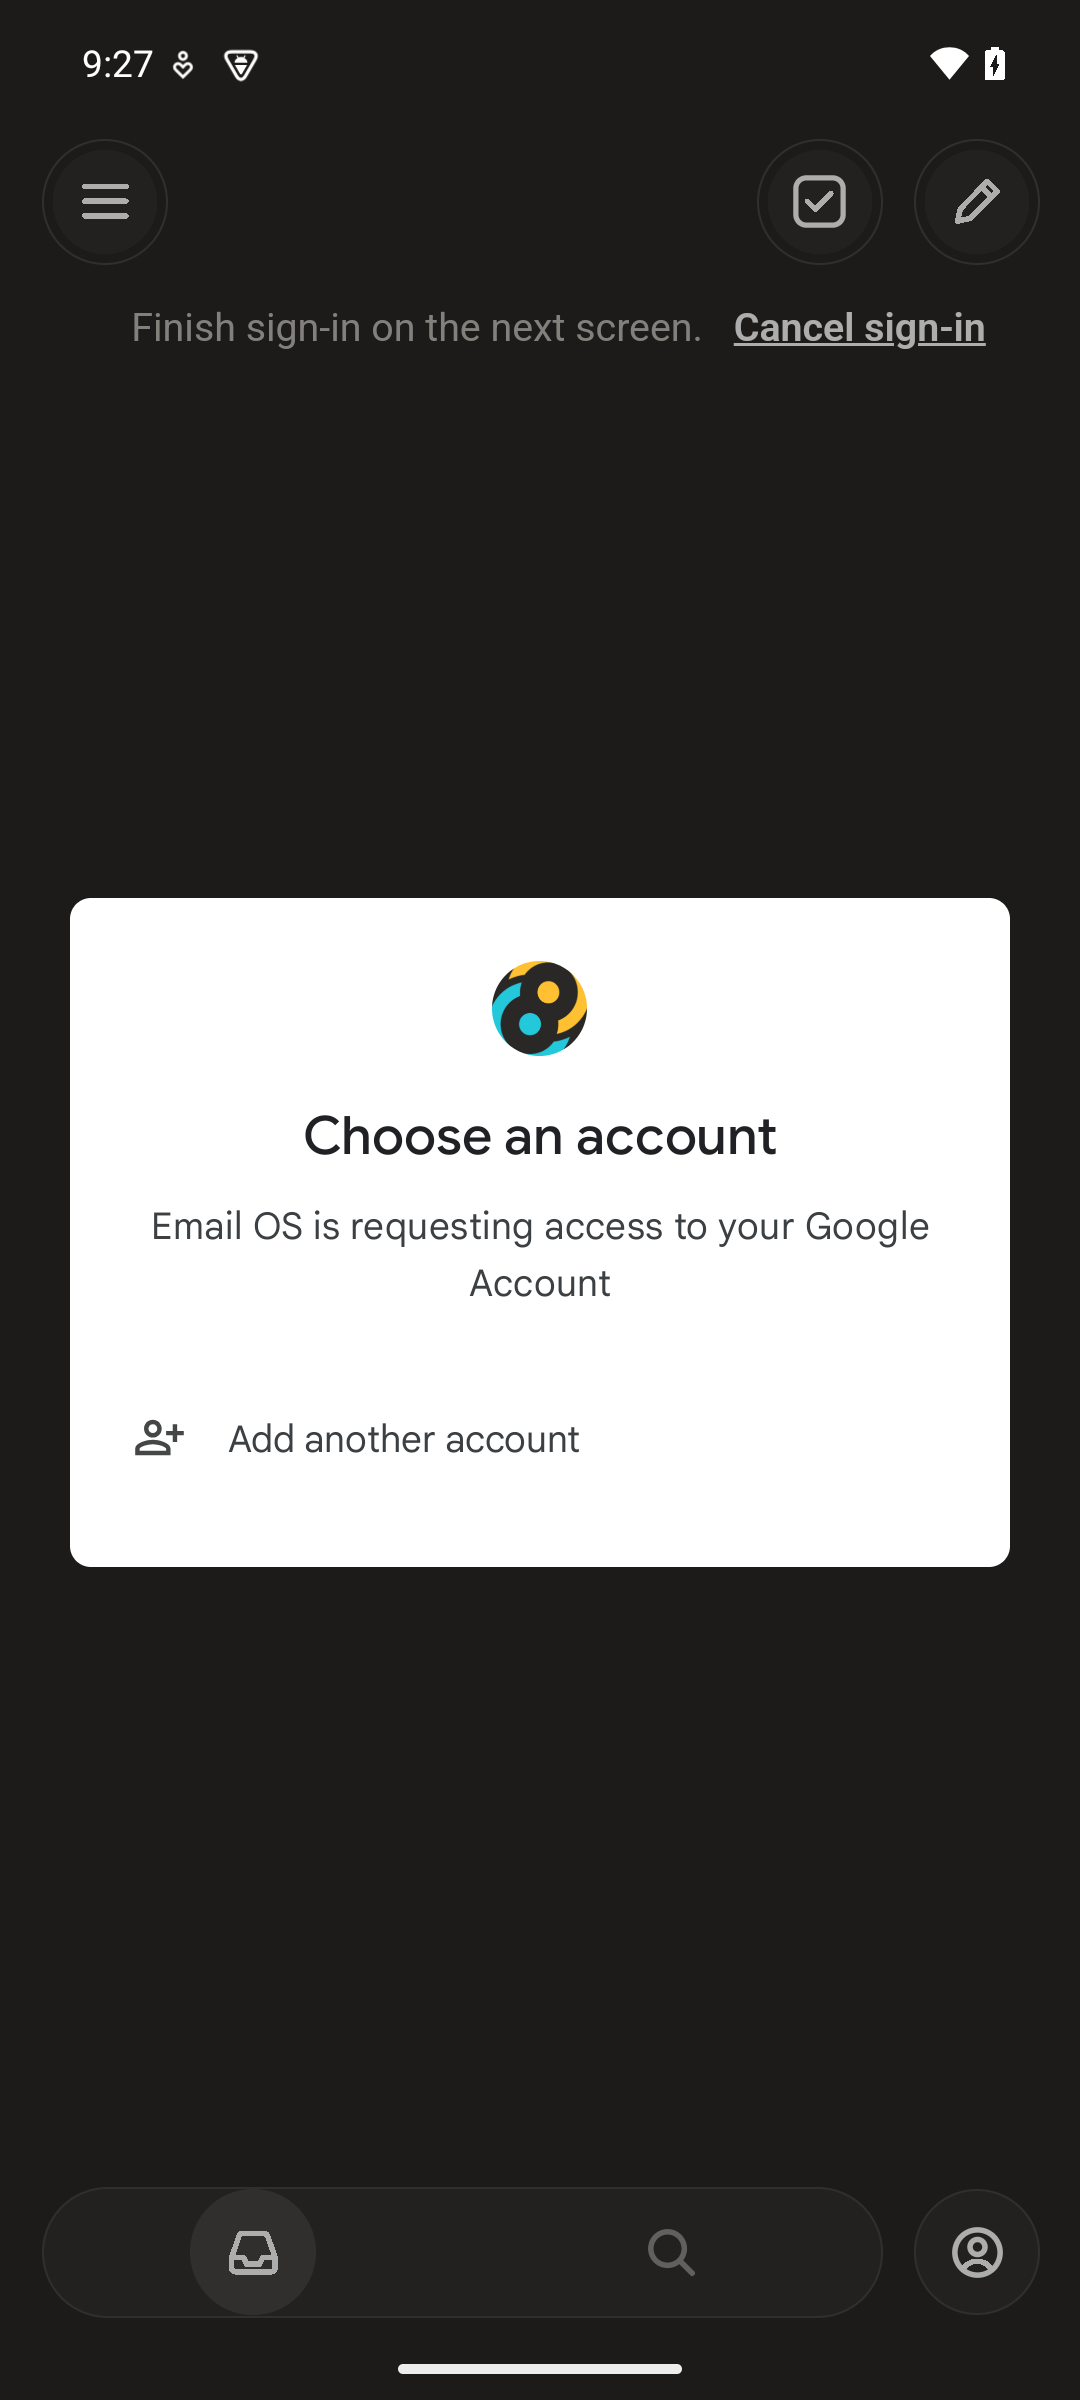 9:27
Finish sign-in on the next screen. Cancel sign-in
Choose an account
Email OS is requesting access to your Google
Account
Add another account